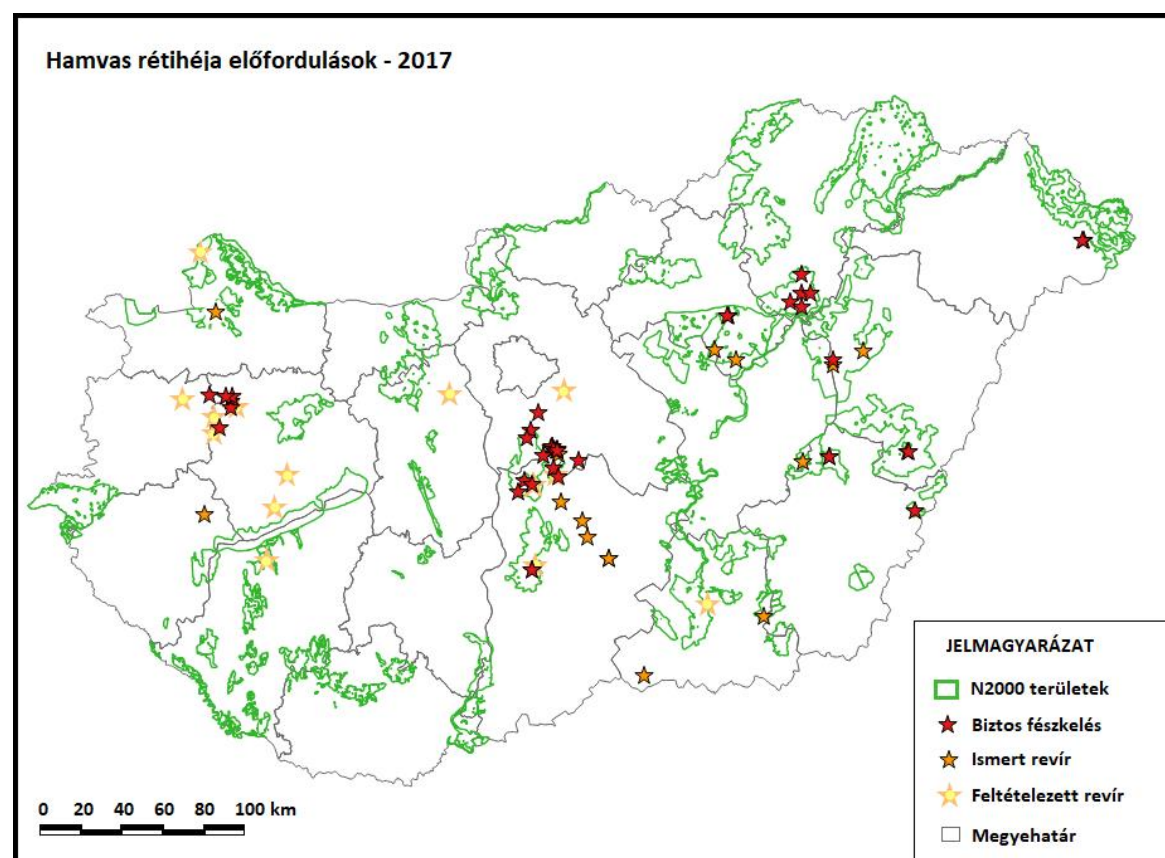 Hamvas rétihéja előfordulások - 2017
JELMAGYARÁZAT
N2000 területek
Biztos fészkelés
Ismert revír
Feltételezett revír
Megyehatár
0 20 40 60 80 100 km